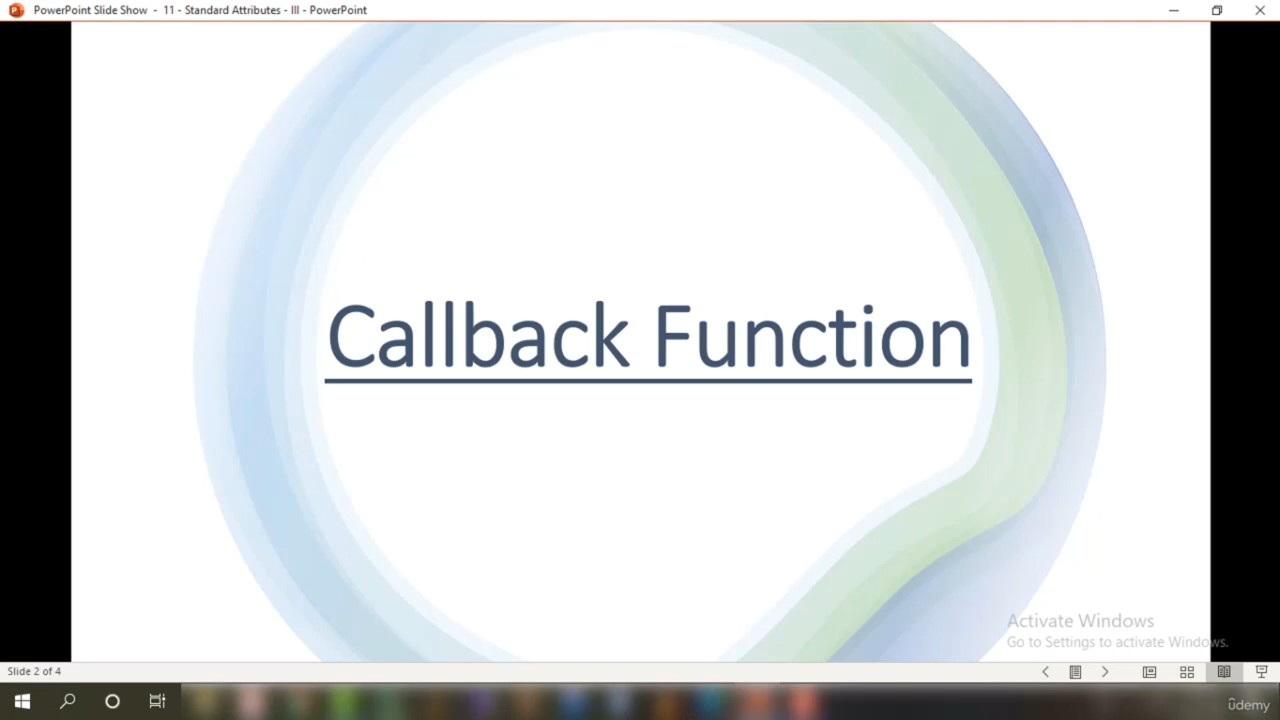 PowerPoint Slide Show - 11 - Standard Attributes - III - PowerPoint
Callback Function
Activate Windows
Go to Settings to activate Windows.
Slide 2 of 4
ûdemy